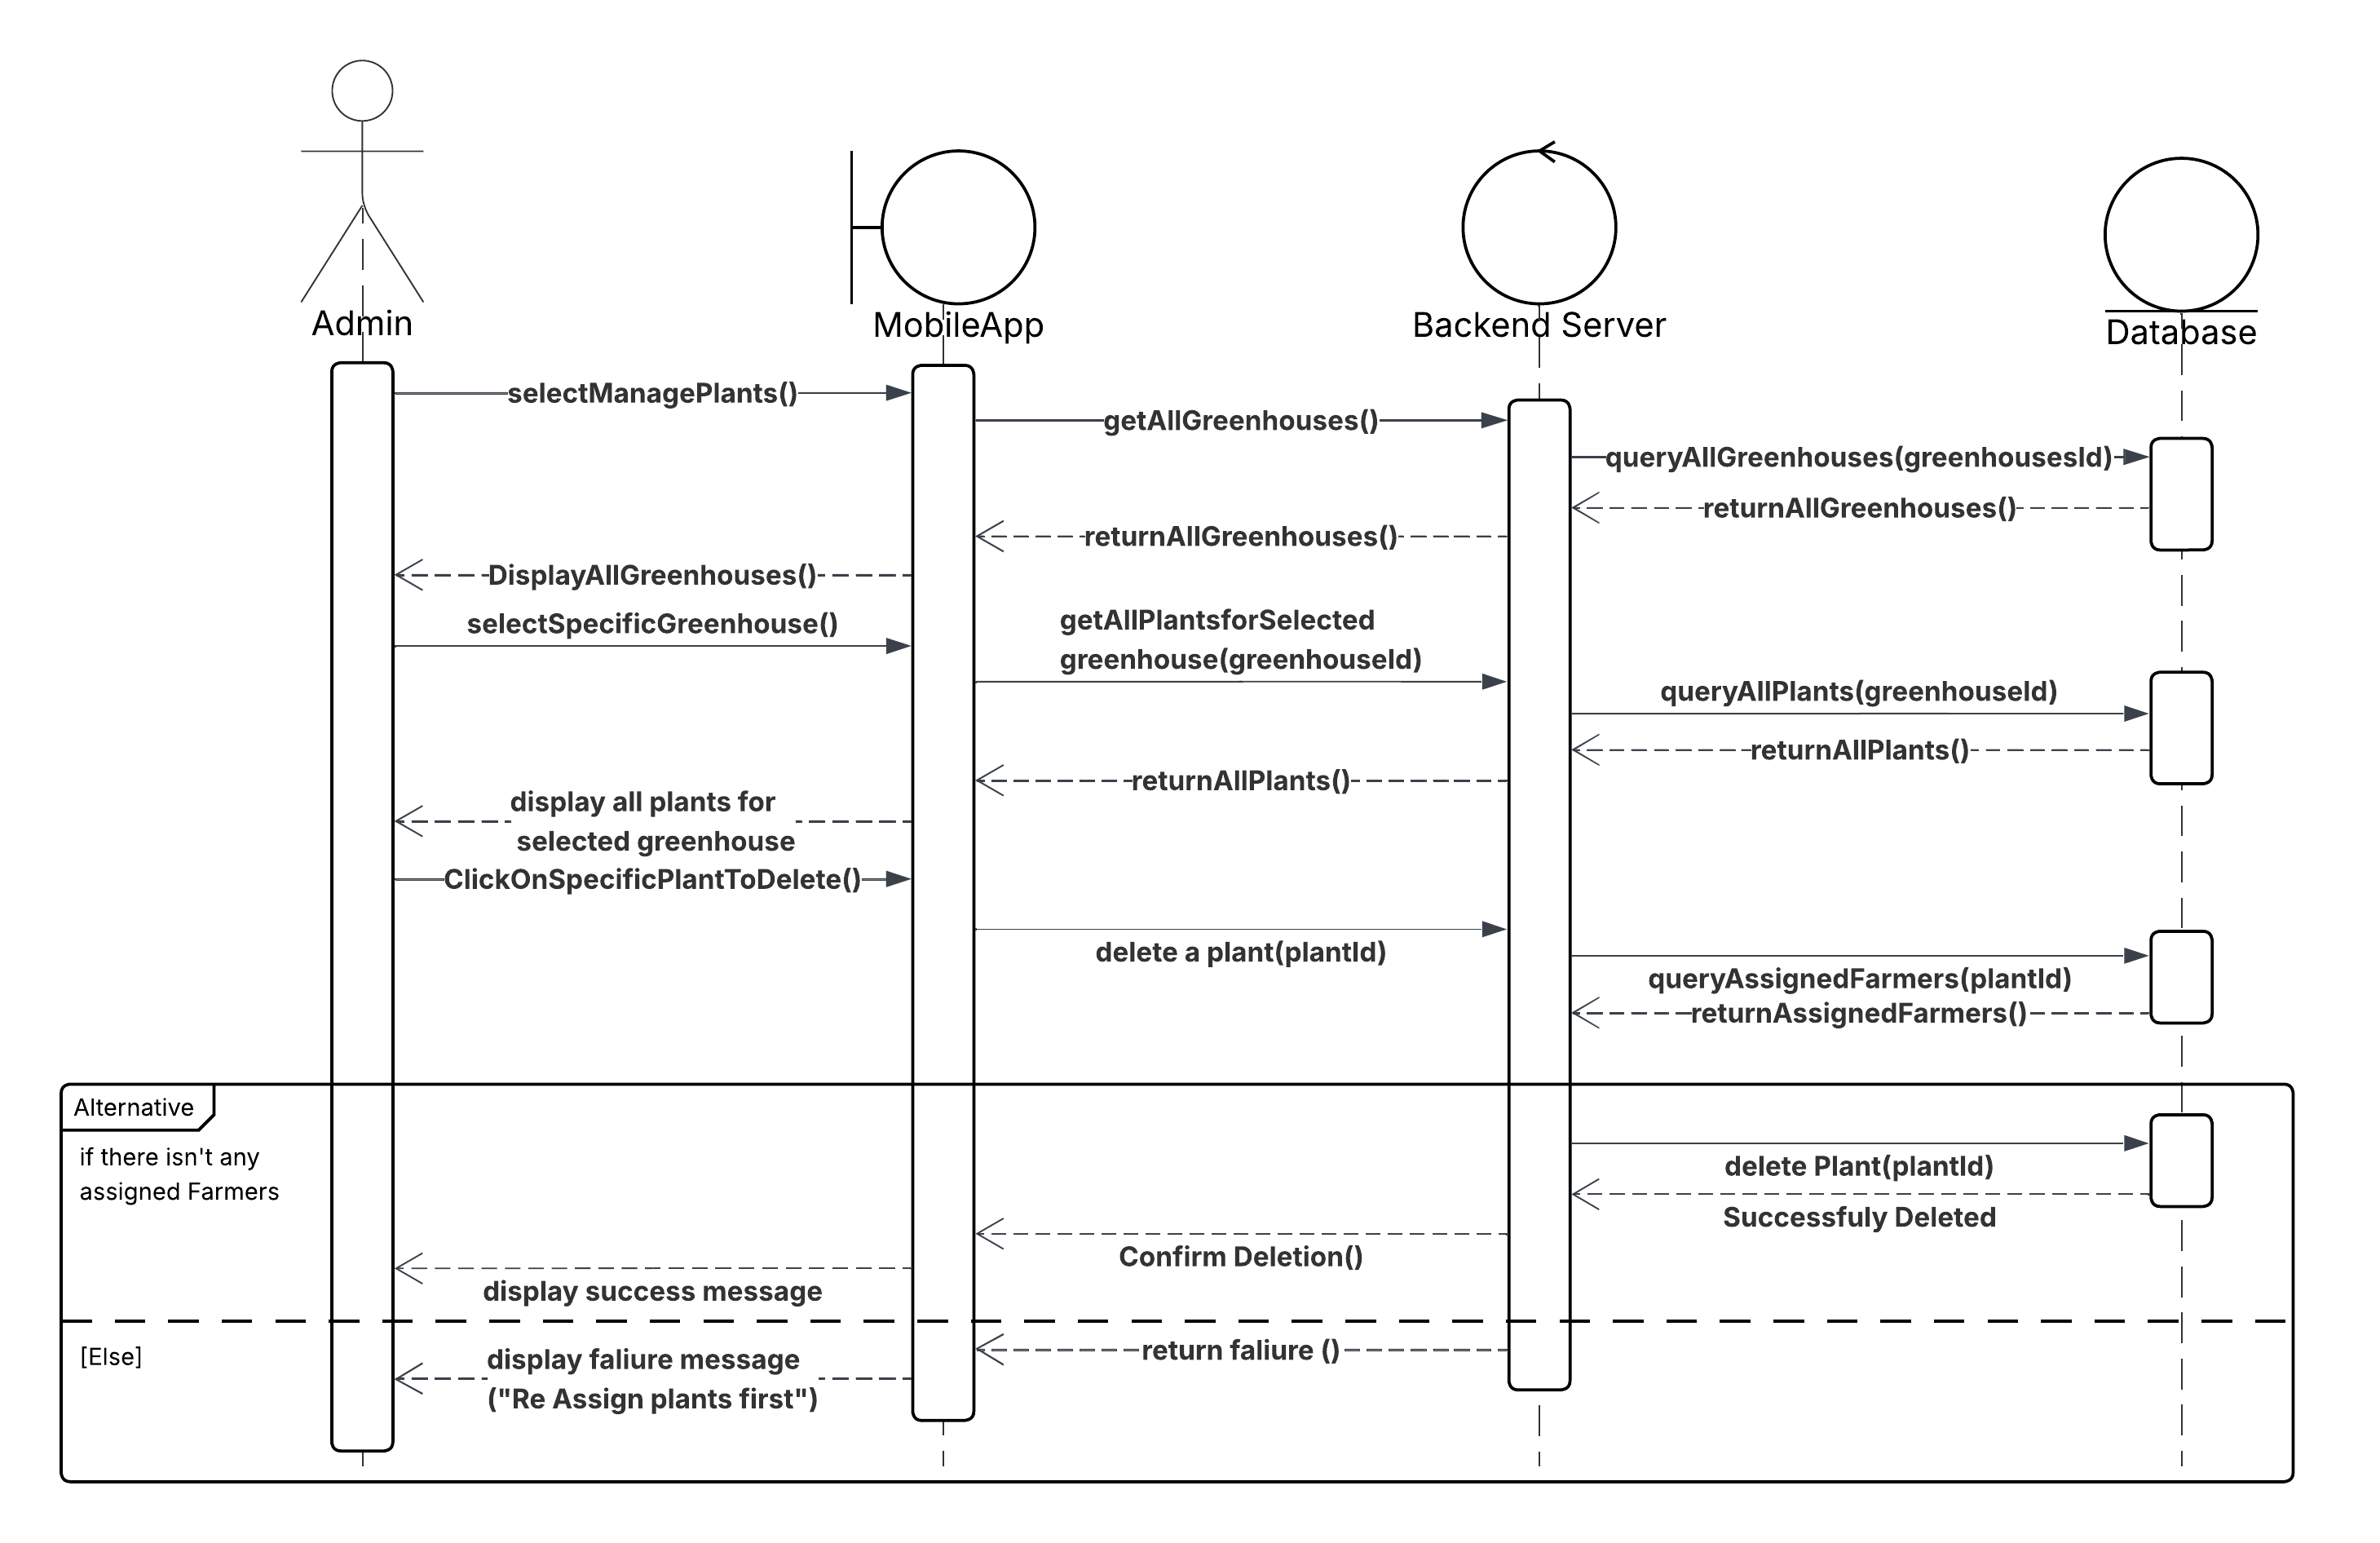 Admin
MobileApp
Backend Server
Database
selectManagePlants()
getAllGreenhouses()
queryAllGreenhouses(greenhousesId)
returnAllGreenhouses()
returnAllGreenhouses()
DisplayAllGreenhouses()
selectSpecificGreenhouse()
getAllPlantsforSelected
greenhouse(greenhouseId)
queryAllPlants(greenhouseId)
returnAllPlants()
returnAllPlants()
display all plants for
selected greenhouse
ClickOnSpecificPlantToDelete()
delete a plant(plantId)
queryAssignedFarmers(plantId)
returnAssignedFarmers()
Alternative
if there isn't any
assigned Farmers
delete Plant(plantId)
Successfuly Deleted
Confirm Deletion()
display success message
[Else]
return faliure ()
display faliure message
("Re Assign plants first")